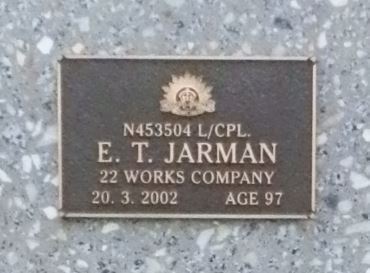 N453504 L/CPL.
E. T. JARMAN
22 WORKS COMPANY
20. 3. 2002 AGE 97